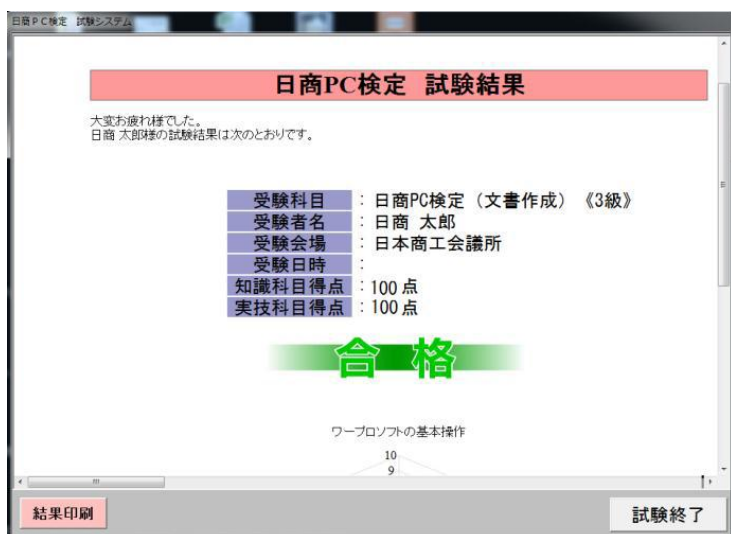 日商ＰＣ検定 試験システム
日商PC検定 試験結果
大変お疲れ様でした。
日商 太郎様の試験結果は次のとおりです。
受験科目 ：日商PC検定（文書作成）《3級》
受験者名 ：日商 太郎
受験会場 ：日本商工会議所
受験日時 ：
知識科目得点 ：100 点
実技科目得点 ：100 点
合 格
ワープロソフトの基本操作
10
9
結果印刷 試験終了